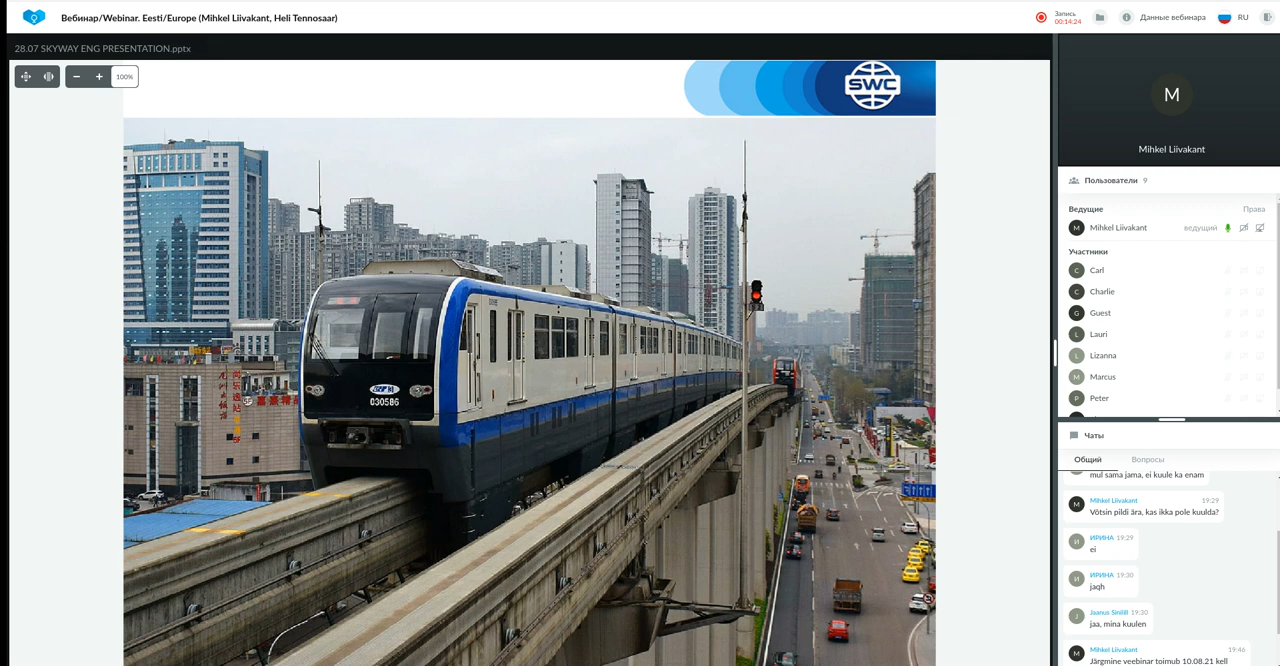 Вебинар/Webinar. Eesti/Europe (Mihkel Liivakant, Heli Tennosaar)
Запись
00:14:24
Данные вебинара
RU
28.07 SKYWAY ENG PRESENTATION.pptx
100%
SWC
030586
M
Mihkel Liivakant
Пользователи 9
Ведущие Права
M Mihkel Liivakant ведущий
Участники
C Carl
C Charlie
G Guest
L Lauri
L Lizanna
M Marcus
P Peter
Чаты
Общий Вопросы
mul sama jama, ei kuule ka enam
M Mihkel Liivakant 19:29
Võtsin pildi ära, kas ikka pole kuulda?
И ИРИНА 19:29
ei
И ИРИНА 19:30
jaqh
J Jaanus Sinilill 19:30
jaa, mina kuulen
M Mihkel Liivakant 19:46
Järgmine veebinar toimub 10.08.21 kell